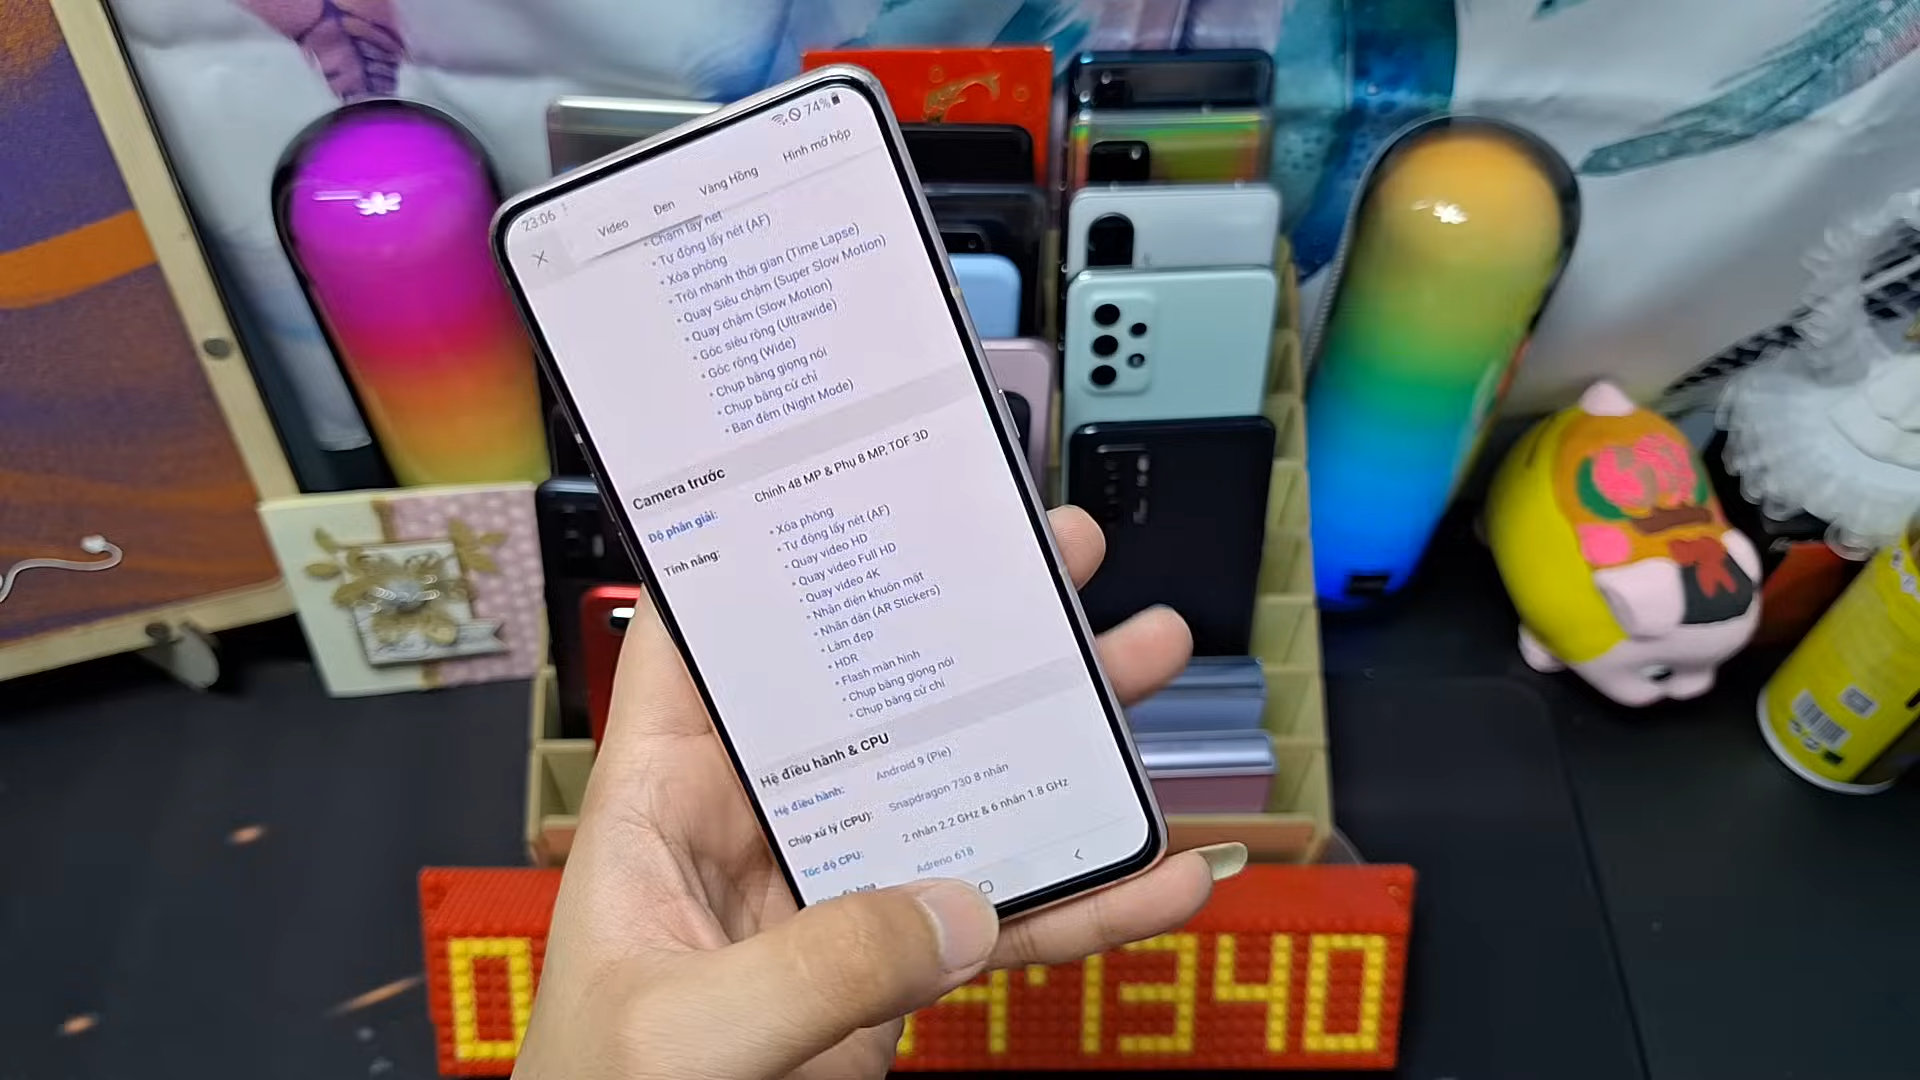 23:06
74%
Video
Đen
Vàng Hồng
Hình mở hộp
• Chạm lấy nét
• Tự động lấy nét (AF)
• Xóa phông
• Trôi nhanh thời gian (Time Lapse)
• Quay Siêu chậm (Super Slow Motion)
• Quay chậm (Slow Motion)
• Góc siêu rộng (Ultrawide)
• Góc rộng (Wide)
• Chụp bằng giọng nói
• Chụp bằng cử chỉ
• Ban đêm (Night Mode)
Camera trước
Độ phân giải:
Chính 48 MP & Phụ 8 MP, TOF 3D
Tính năng:
• Xóa phông
• Tự động lấy nét (AF)
• Quay video HD
• Quay video Full HD
• Quay video 4K
• Nhận diện khuôn mặt
• Nhãn dán (AR Stickers)
• Làm đẹp
• HDR
• Flash màn hình
• Chụp bằng giọng nói
• Chụp bằng cử chỉ
Hệ điều hành & CPU
Hệ điều hành:
Android 9 (Pie)
Chip xử lý (CPU):
Snapdragon 730 8 nhân
Tốc độ CPU:
2 nhân 2.2 GHz & 6 nhân 1.8 GHz
Adreno 618
0
1340